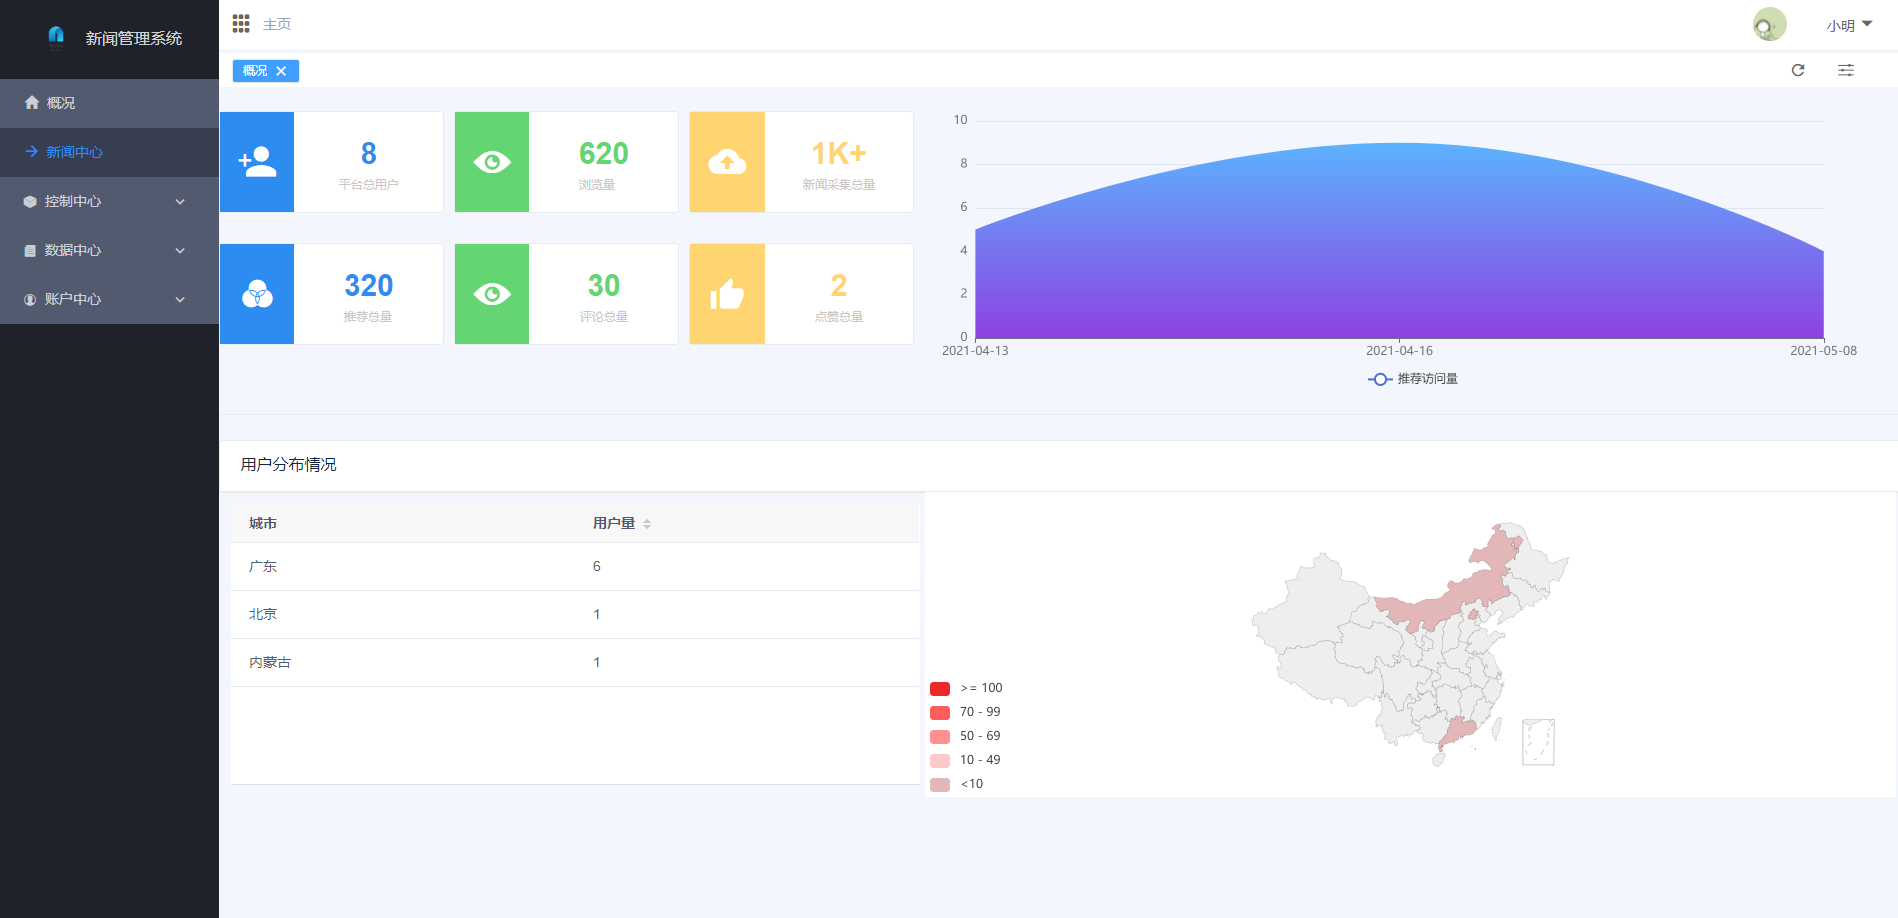 新闻管理系统
主页
小明
概况
概况
新闻中心
控制中心
数据中心
账户中心
8
平台总用户
620
浏览量
1K+
新闻采集总量
320
推荐总量
30
评论总量
2
点赞总量
10
8
6
4
2
0
2021-04-13
2021-04-16
2021-05-08
推荐访问量
用户分布情况
城市 用户量
广东 6
北京 1
内蒙古 1
>= 100
70 - 99
50 - 69
10 - 49
<10